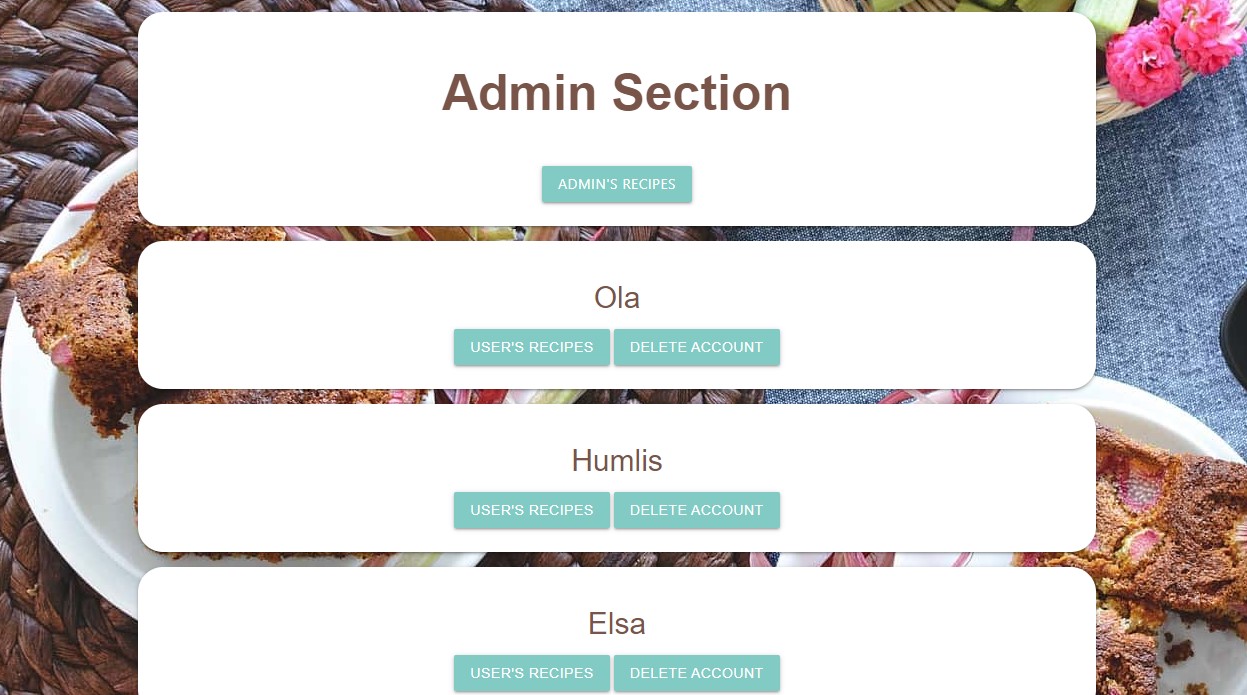 Admin Section
ADMIN'S RECIPES
Ola
USER'S RECIPES DELETE ACCOUNT
Humlis
USER'S RECIPES DELETE ACCOUNT
Elsa
USER'S RECIPES DELETE ACCOUNT